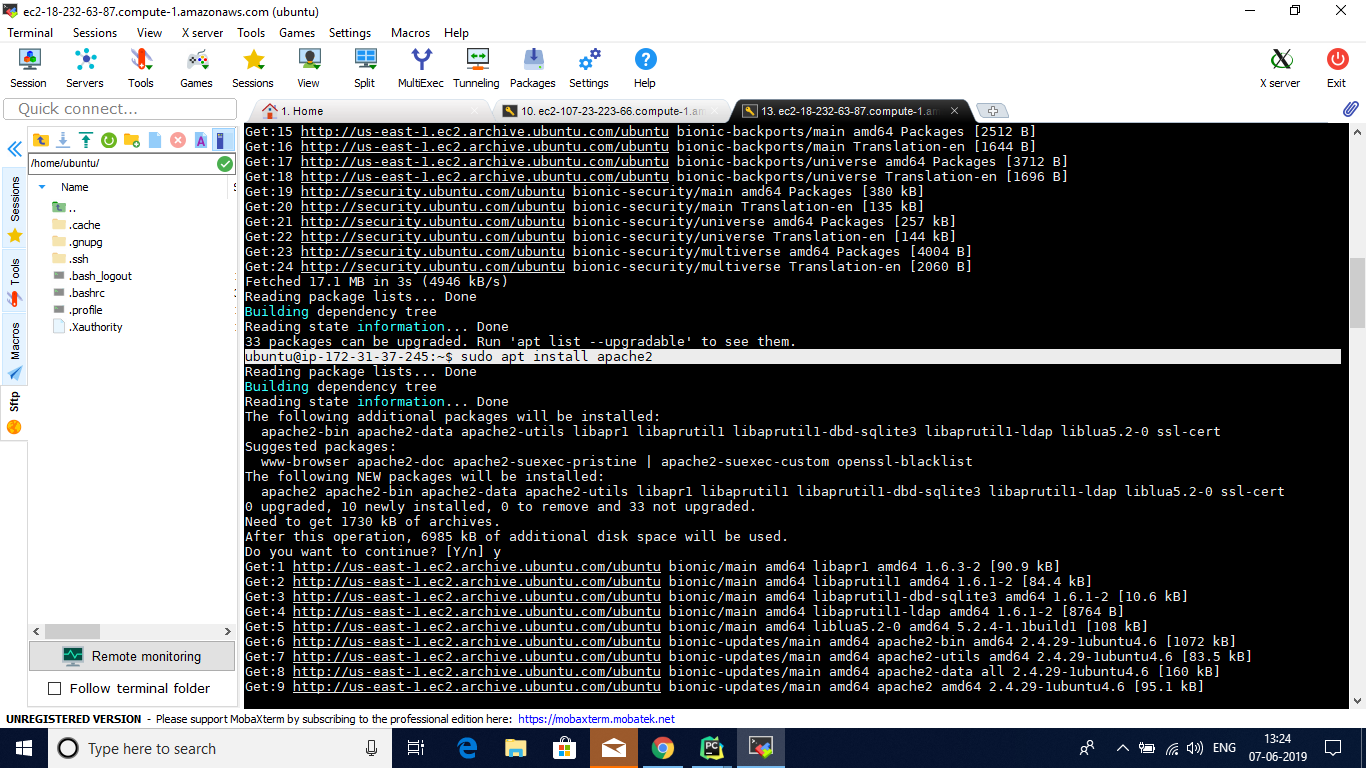 ec2-18-232-63-87.compute-1.amazonaws.com (ubuntu)
Terminal Sessions View X server Tools Games Settings Macros Help
Session Servers Tools Games Sessions View Split MultiExec Tunneling Packages Settings Help X server Exit
Quick connect...
1. Home
10. ec2-107-23-223-66.compute-1.am
13. ec2-18-232-63-87.compute-1.am
/home/ubuntu/
Name
..
.cache
.gnupg
.ssh
.bash_logout
.bashrc
.profile
.Xauthority
Sessions
Tools
Macros
Sftp
Remote monitoring
Follow terminal folder
Get:15 http://us-east-1.ec2.archive.ubuntu.com/ubuntu bionic-backports/main amd64 Packages [2512 B]
Get:16 http://us-east-1.ec2.archive.ubuntu.com/ubuntu bionic-backports/main Translation-en [1644 B]
Get:17 http://us-east-1.ec2.archive.ubuntu.com/ubuntu bionic-backports/universe amd64 Packages [3712 B]
Get:18 http://us-east-1.ec2.archive.ubuntu.com/ubuntu bionic-backports/universe Translation-en [1696 B]
Get:19 http://security.ubuntu.com/ubuntu bionic-security/main amd64 Packages [380 kB]
Get:20 http://security.ubuntu.com/ubuntu bionic-security/main Translation-en [135 kB]
Get:21 http://security.ubuntu.com/ubuntu bionic-security/universe amd64 Packages [257 kB]
Get:22 http://security.ubuntu.com/ubuntu bionic-security/universe Translation-en [144 kB]
Get:23 http://security.ubuntu.com/ubuntu bionic-security/multiverse amd64 Packages [4004 B]
Get:24 http://security.ubuntu.com/ubuntu bionic-security/multiverse Translation-en [2060 B]
Fetched 17.1 MB in 3s (4946 kB/s)
Reading package lists... Done
Building dependency tree
Reading state information... Done
33 packages can be upgraded. Run 'apt list --upgradable' to see them.
ubuntu@ip-172-31-37-245:~$ sudo apt install apache2
Reading package lists... Done
Building dependency tree
Reading state information... Done
The following additional packages will be installed:
apache2-bin apache2-data apache2-utils libapr1 libaprutil1 libaprutil1-dbd-sqlite3 libaprutil1-ldap liblua5.2-0 ssl-cert
Suggested packages:
www-browser apache2-doc apache2-suexec-pristine | apache2-suexec-custom openssl-blacklist
The following NEW packages will be installed:
apache2 apache2-bin apache2-data apache2-utils libapr1 libaprutil1 libaprutil1-dbd-sqlite3 libaprutil1-ldap liblua5.2-0 ssl-cert
0 upgraded, 10 newly installed, 0 to remove and 33 not upgraded.
Need to get 1730 kB of archives.
After this operation, 6985 kB of additional disk space will be used.
Do you want to continue? [Y/n] y
Get:1 http://us-east-1.ec2.archive.ubuntu.com/ubuntu bionic/main amd64 libapr1 amd64 1.6.3-2 [90.9 kB]
Get:2 http://us-east-1.ec2.archive.ubuntu.com/ubuntu bionic/main amd64 libaprutil1 amd64 1.6.1-2 [84.4 kB]
Get:3 http://us-east-1.ec2.archive.ubuntu.com/ubuntu bionic/main amd64 libaprutil1-dbd-sqlite3 amd64 1.6.1-2 [10.6 kB]
Get:4 http://us-east-1.ec2.archive.ubuntu.com/ubuntu bionic/main amd64 libaprutil1-ldap amd64 1.6.1-2 [8764 B]
Get:5 http://us-east-1.ec2.archive.ubuntu.com/ubuntu bionic/main amd64 liblua5.2-0 amd64 5.2.4-1.1build1 [108 kB]
Get:6 http://us-east-1.ec2.archive.ubuntu.com/ubuntu bionic-updates/main amd64 apache2-bin amd64 2.4.29-1ubuntu4.6 [1072 kB]
Get:7 http://us-east-1.ec2.archive.ubuntu.com/ubuntu bionic-updates/main amd64 apache2-utils amd64 2.4.29-1ubuntu4.6 [83.5 kB]
Get:8 http://us-east-1.ec2.archive.ubuntu.com/ubuntu bionic-updates/main amd64 apache2-data all 2.4.29-1ubuntu4.6 [160 kB]
Get:9 http://us-east-1.ec2.archive.ubuntu.com/ubuntu bionic-updates/main amd64 apache2 amd64 2.4.29-1ubuntu4.6 [95.1 kB]
UNREGISTERED VERSION - Please support MobaXterm by subscribing to the professional edition here: https://mobaxterm.mobatek.net
Type here to search
ENG
13:24
07-06-2019